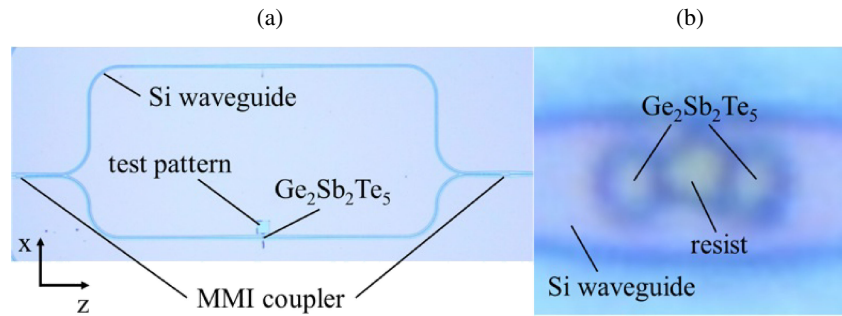 (a)
(b)
Si waveguide
test pattern
Ge₂Sb₂Te₅
MMI coupler
x
z
Ge₂Sb₂Te₅
resist
Si waveguide